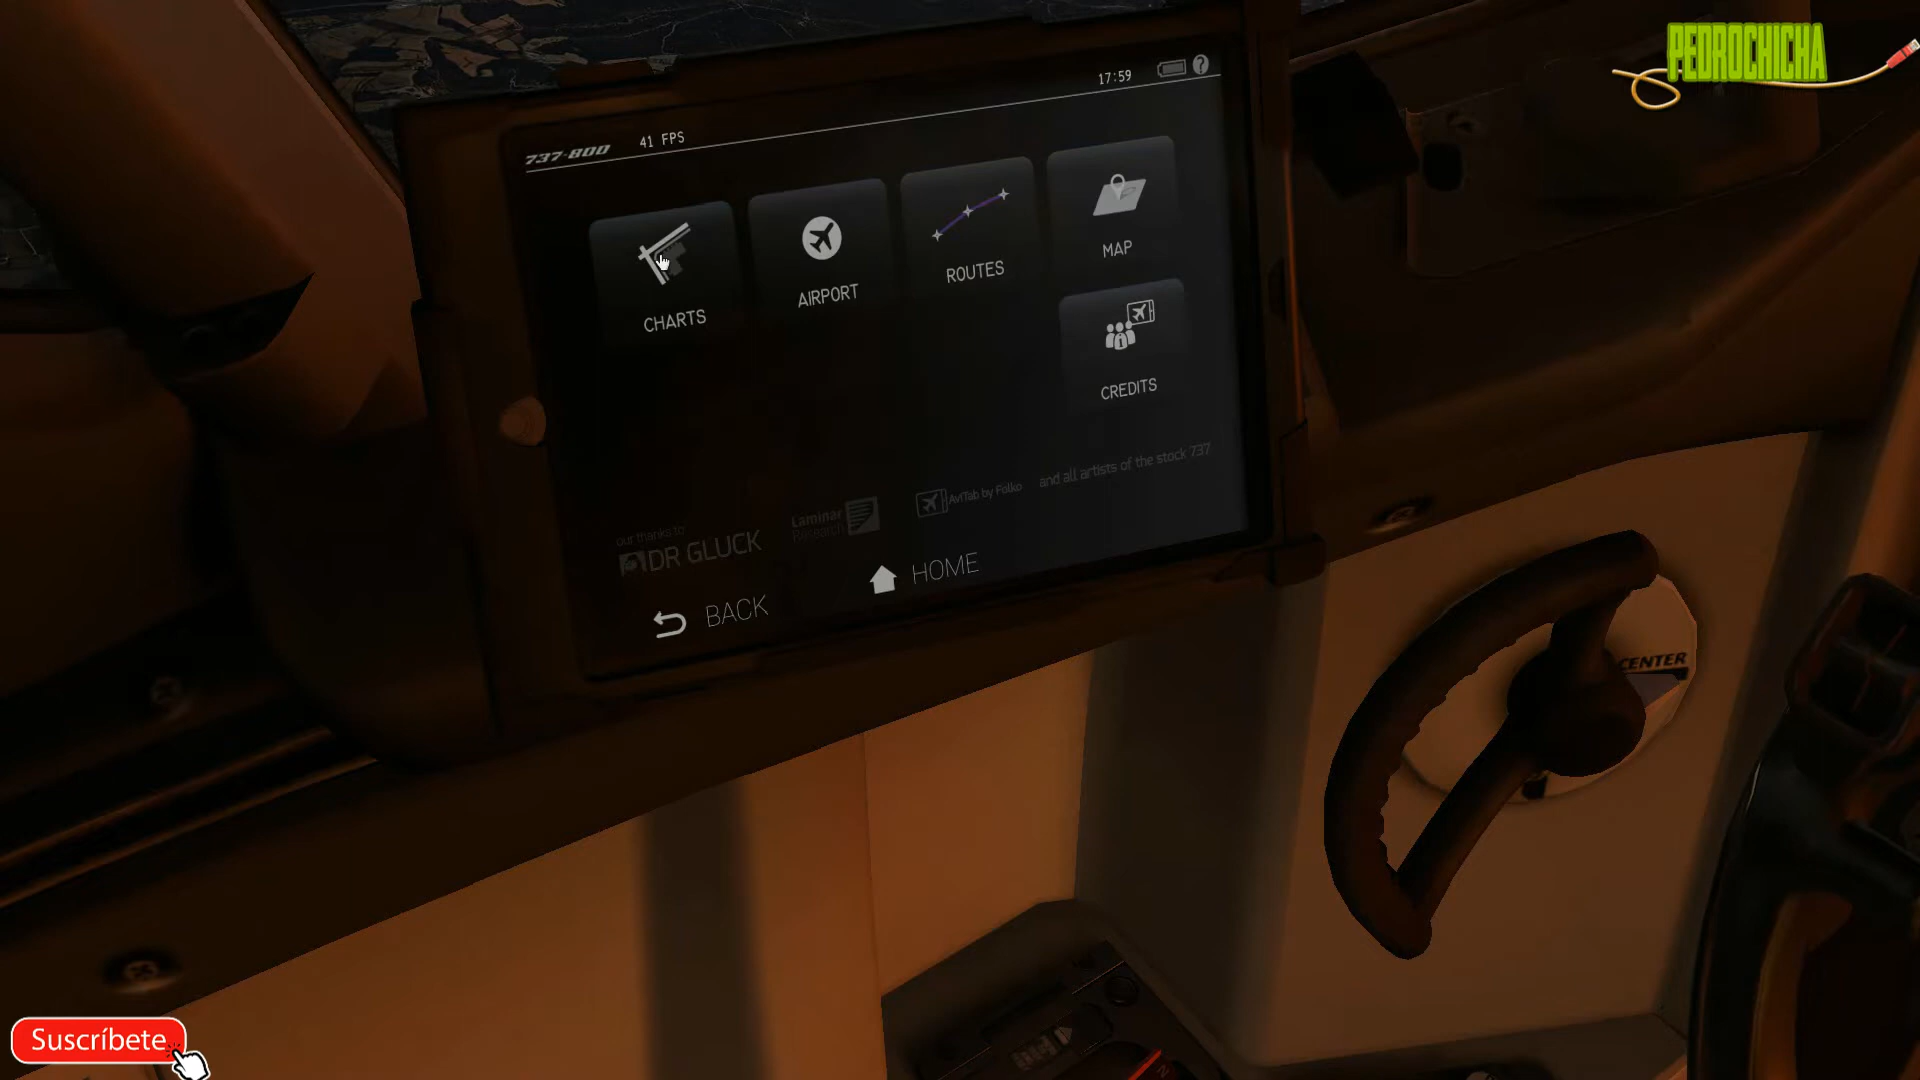 PEDROCHICHA
17:59
737-800 41 FPS
CHARTS
AIRPORT
ROUTES
MAP
CREDITS
our thanks to
DR GLUCK
Laminar
Research
AviTab by Folko
and all artists of the stock 737
BACK
HOME
CENTER
Suscríbete